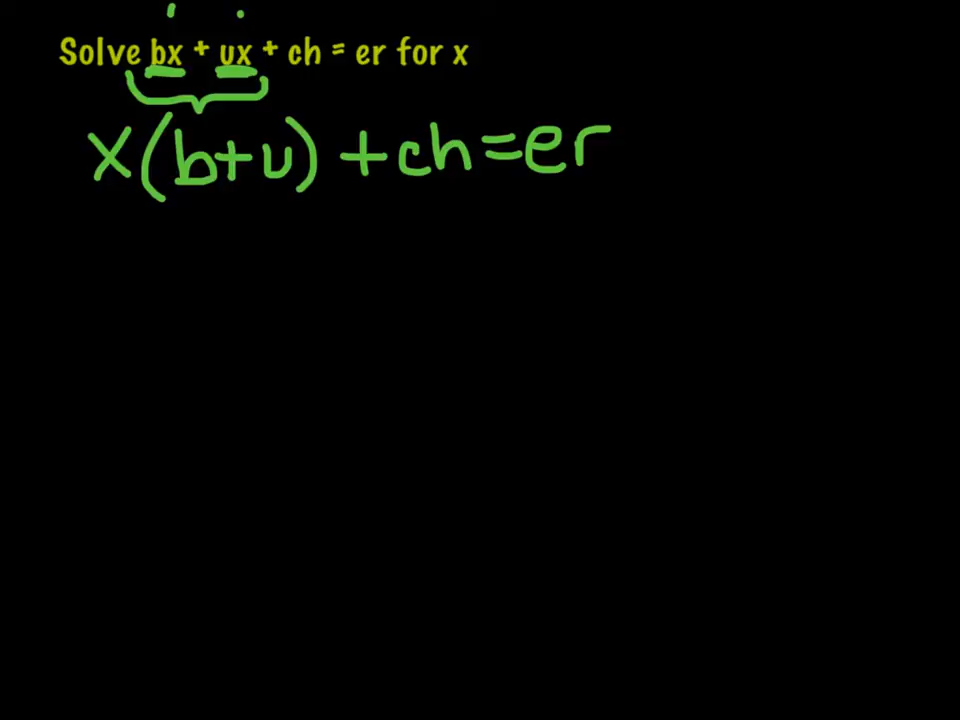 Solve bx + ux + ch = er for x
x(b+u) +ch=er